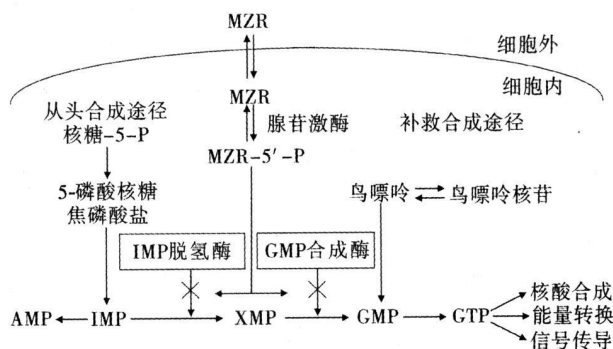 MZR
细胞外
细胞内
MZR
从头合成途径
核糖-5-P
腺苷激酶
补救合成途径
MZR-5'-P
5-磷酸核糖
焦磷酸盐
鸟嘌呤
鸟嘌呤核苷
IMP脱氢酶
GMP合成酶
AMP
IMP
XMP
GMP
GTP
核酸合成
能量转换
信号传导